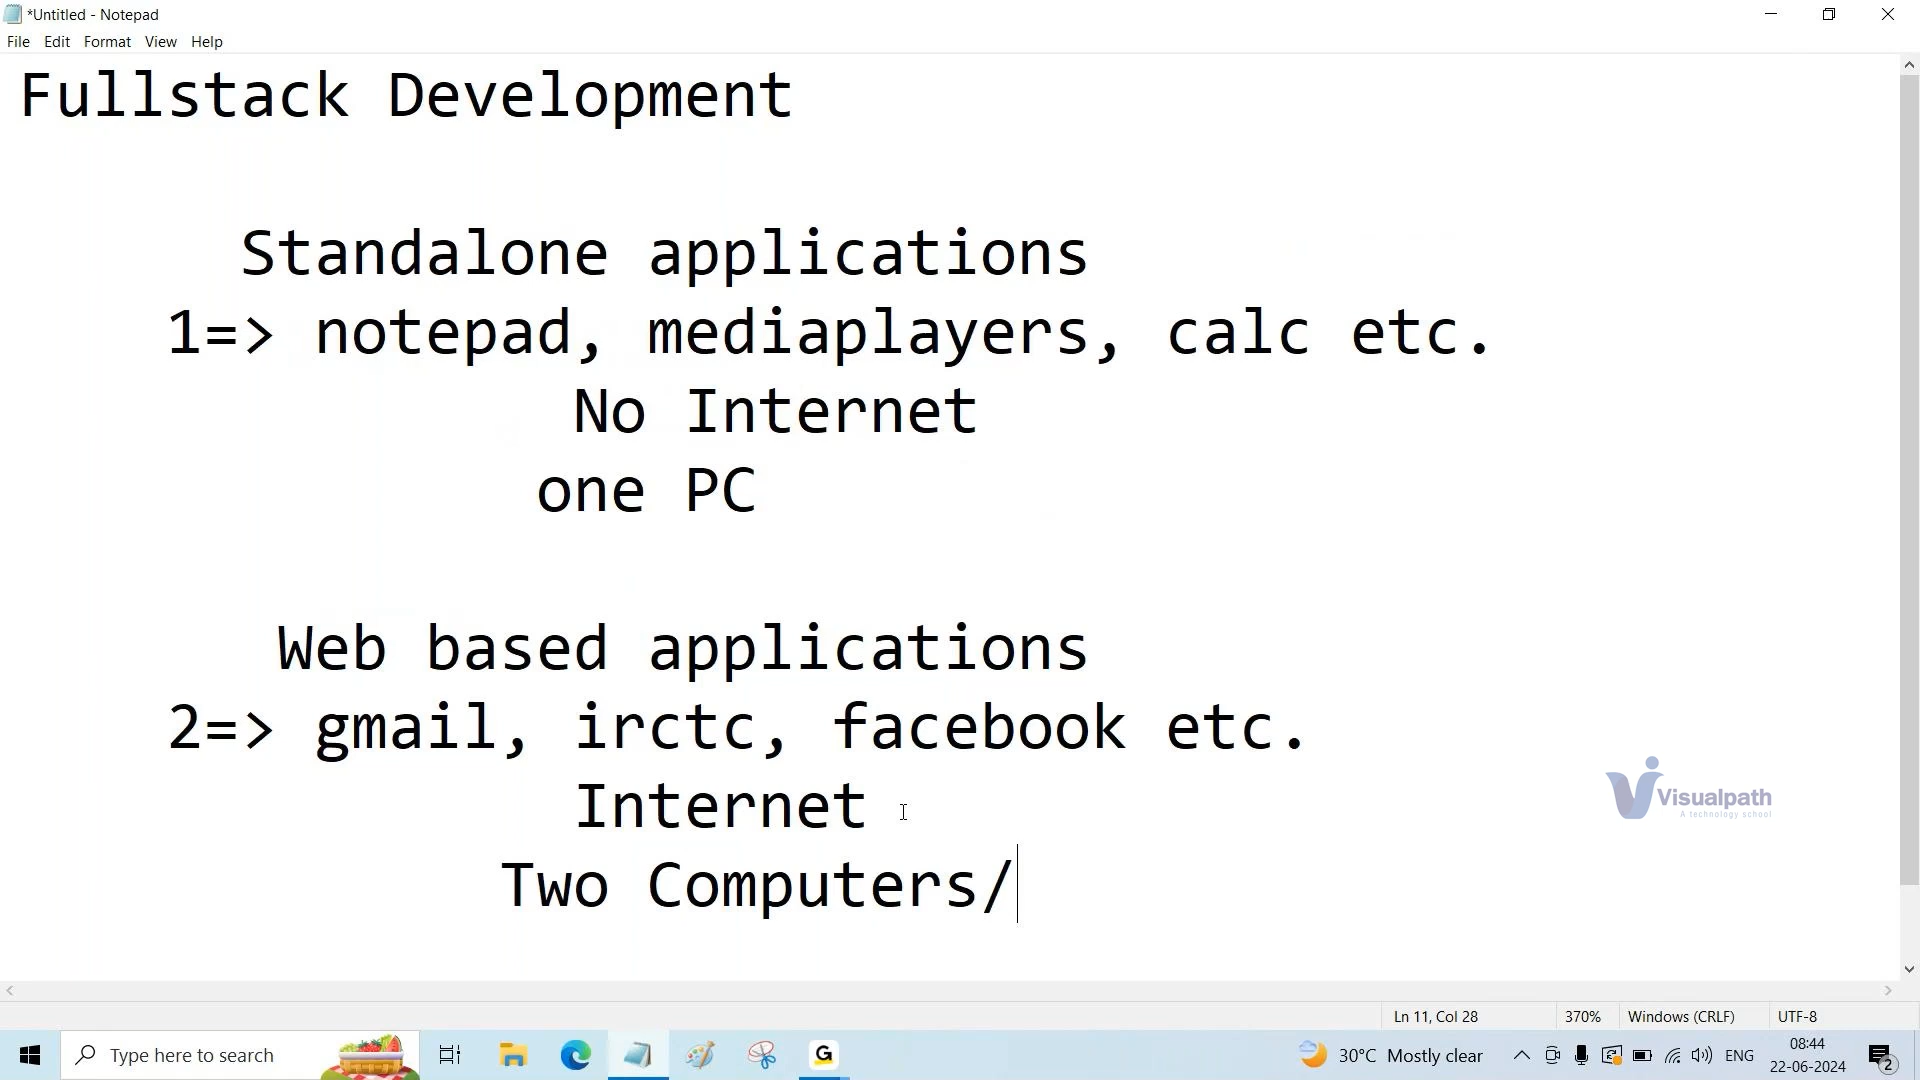 *Untitled - Notepad
File Edit Format View Help
Fullstack Development
Standalone applications
1=> notepad, mediaplayers, calc etc.
No Internet
one PC
Web based applications
2=> gmail, irctc, facebook etc.
Internet
Two Computers/
Visualpath
A technology school
Ln 11, Col 28 370% Windows (CRLF) UTF-8
Type here to search
G
30°C Mostly clear
ENG
08:44
22-06-2024
2